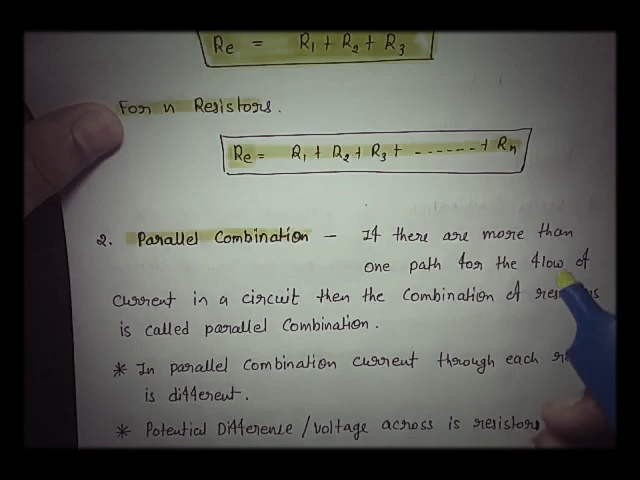 Re = R1 + R2 + R3
For n Resistors.
Re = R1 + R2 + R3 + ------- + Rn
2. Parallel Combination – If there are more than
one path for the flow of
current in a circuit then the Combination of
is called parallel Combination.
* In parallel Combination current through each
is different.
* Potential Difference / voltage across is resistors